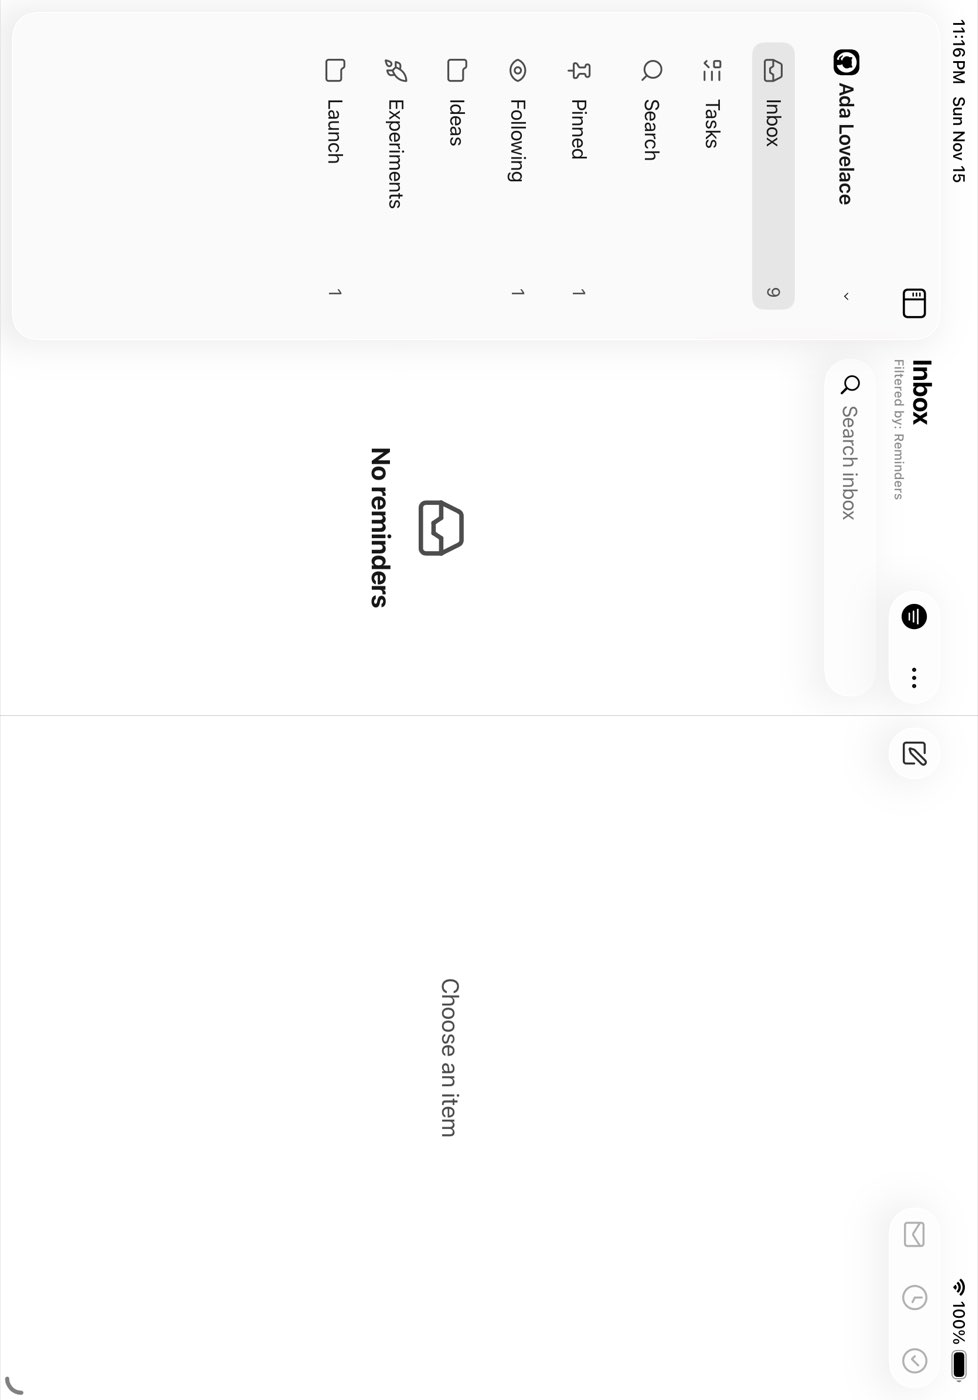 11:16 PM Sun Nov 15
100%
Ada Lovelace
Inbox 9
Tasks
Search
Pinned 1
Following 1
Ideas
Experiments
Launch 1
Inbox
Filtered by: Reminders
Search inbox
No reminders
Choose an item